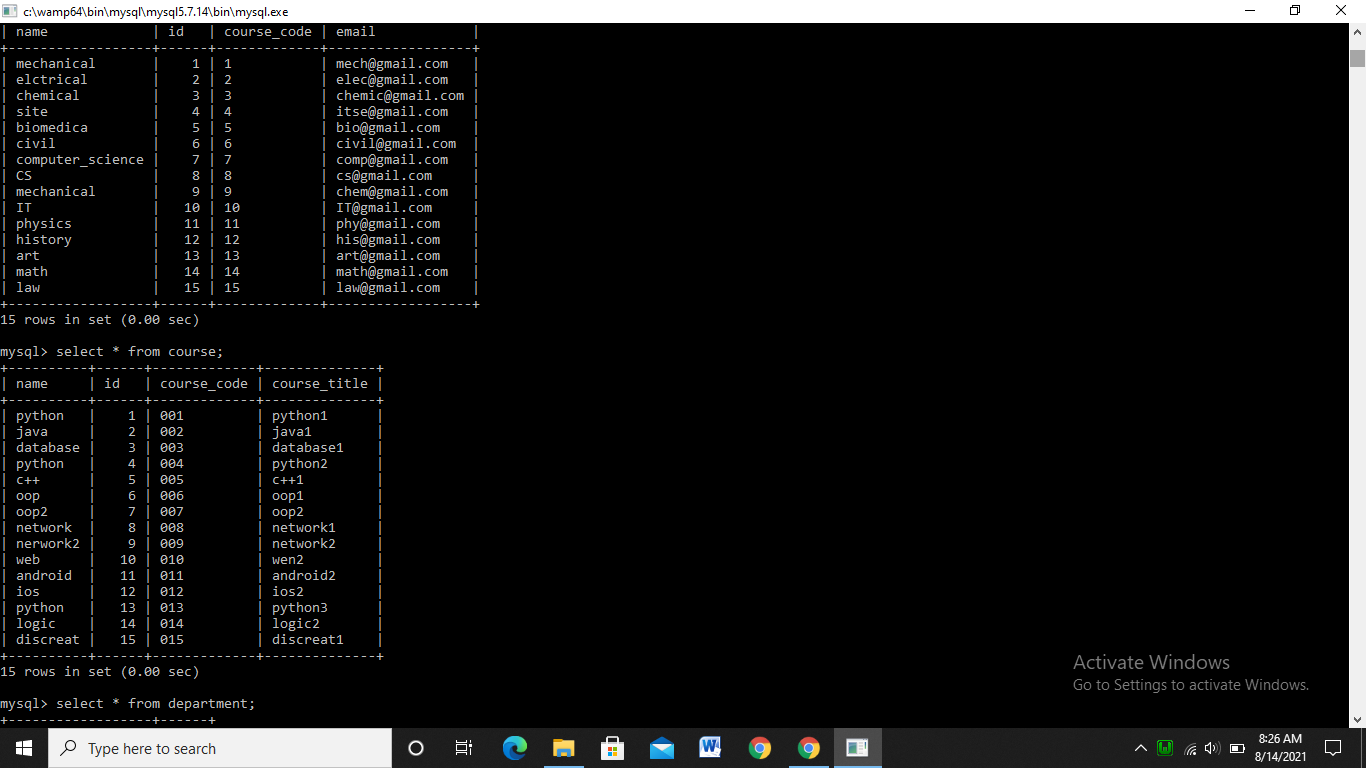 c:\wamp64\bin\mysql\mysql5.7.14\bin\mysql.exe
| name             | id   | course_code | email            |
+------------------+------+-------------+------------------+
| mechanical       |    1 | 1           | mech@gmail.com   |
| elctrical        |    2 | 2           | elec@gmail.com   |
| chemical         |    3 | 3           | chemic@gmail.com |
| site             |    4 | 4           | itse@gmail.com   |
| biomedica        |    5 | 5           | bio@gmail.com    |
| civil            |    6 | 6           | civil@gmail.com  |
| computer_science |    7 | 7           | comp@gmail.com   |
| CS               |    8 | 8           | cs@gmail.com     |
| mechanical       |    9 | 9           | chem@gmail.com   |
| IT               |   10 | 10          | IT@gmail.com     |
| physics          |   11 | 11          | phy@gmail.com    |
| history          |   12 | 12          | his@gmail.com    |
| art              |   13 | 13          | art@gmail.com    |
| math             |   14 | 14          | math@gmail.com   |
| law              |   15 | 15          | law@gmail.com    |
+------------------+------+-------------+------------------+
15 rows in set (0.00 sec)
mysql> select * from course;
+----------+------+-------------+--------------+
| name     | id   | course_code | course_title |
+----------+------+-------------+--------------+
| python   |    1 | 001         | python1      |
| java     |    2 | 002         | java1        |
| database |    3 | 003         | database1    |
| python   |    4 | 004         | python2      |
| c++      |    5 | 005         | c++1         |
| oop      |    6 | 006         | oop1         |
| oop2     |    7 | 007         | oop2         |
| network  |    8 | 008         | network1     |
| nerwork2 |    9 | 009         | network2     |
| web      |   10 | 010         | wen2         |
| android  |   11 | 011         | android2     |
| ios      |   12 | 012         | ios2         |
| python   |   13 | 013         | python3      |
| logic    |   14 | 014         | logic2       |
| discreat |   15 | 015         | discreat1    |
+----------+------+-------------+--------------+
15 rows in set (0.00 sec)
mysql> select * from department;
+------------------+------+
Activate Windows
Go to Settings to activate Windows.
Type here to search
8:26 AM
8/14/2021